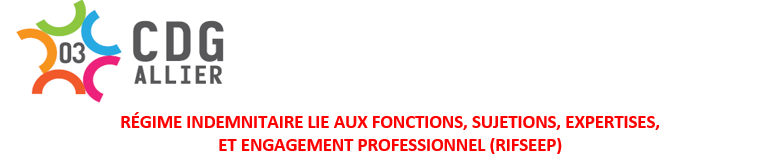 03
CDG
ALLIER
RÉGIME INDEMNITAIRE LIE AUX FONCTIONS, SUJETIONS, EXPERTISES,
ET ENGAGEMENT PROFESSIONNEL (RIFSEEP)